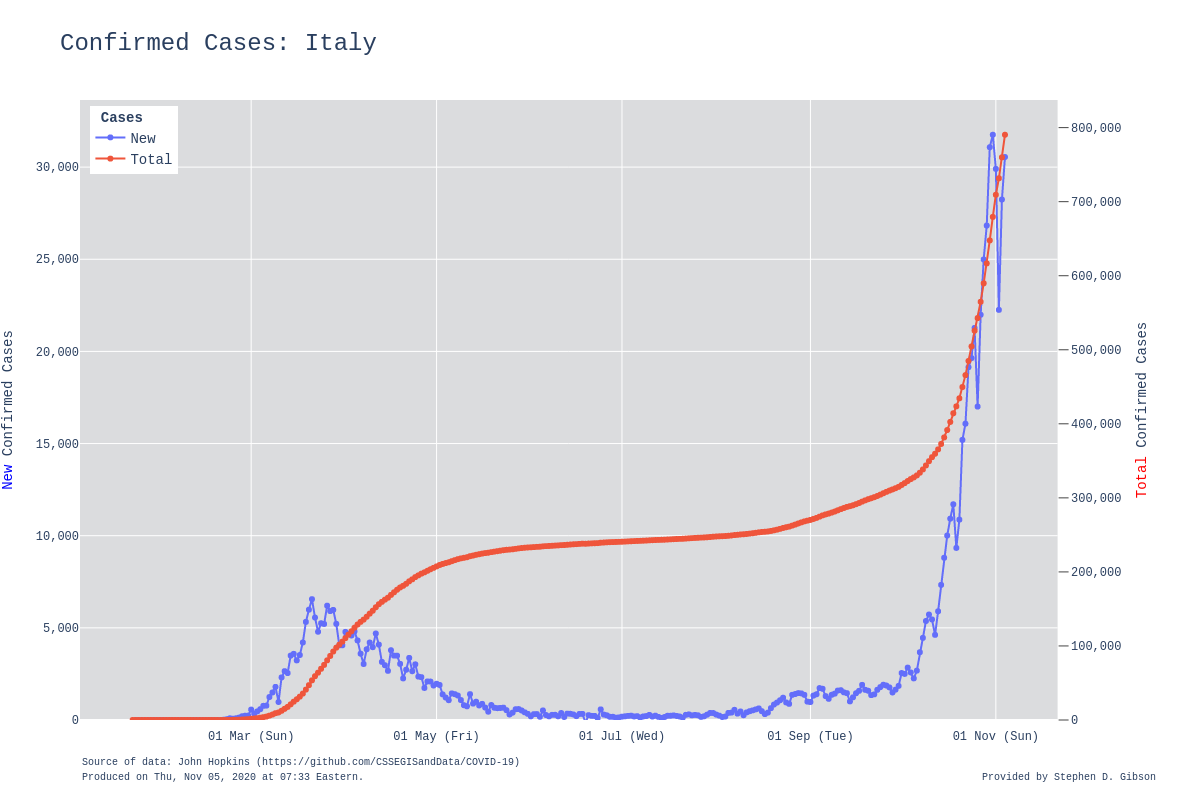 Confirmed Cases: Italy
Cases
New
Total
30,000
25,000
20,000
15,000
10,000
5,000
0
New Confirmed Cases
800,000
700,000
600,000
500,000
400,000
300,000
200,000
100,000
0
Total Confirmed Cases
01 Mar (Sun) 01 May (Fri) 01 Jul (Wed) 01 Sep (Tue) 01 Nov (Sun)
Source of data: John Hopkins (https://github.com/CSSEGISandData/COVID-19)
Produced on Thu, Nov 05, 2020 at 07:33 Eastern.
Provided by Stephen D. Gibson